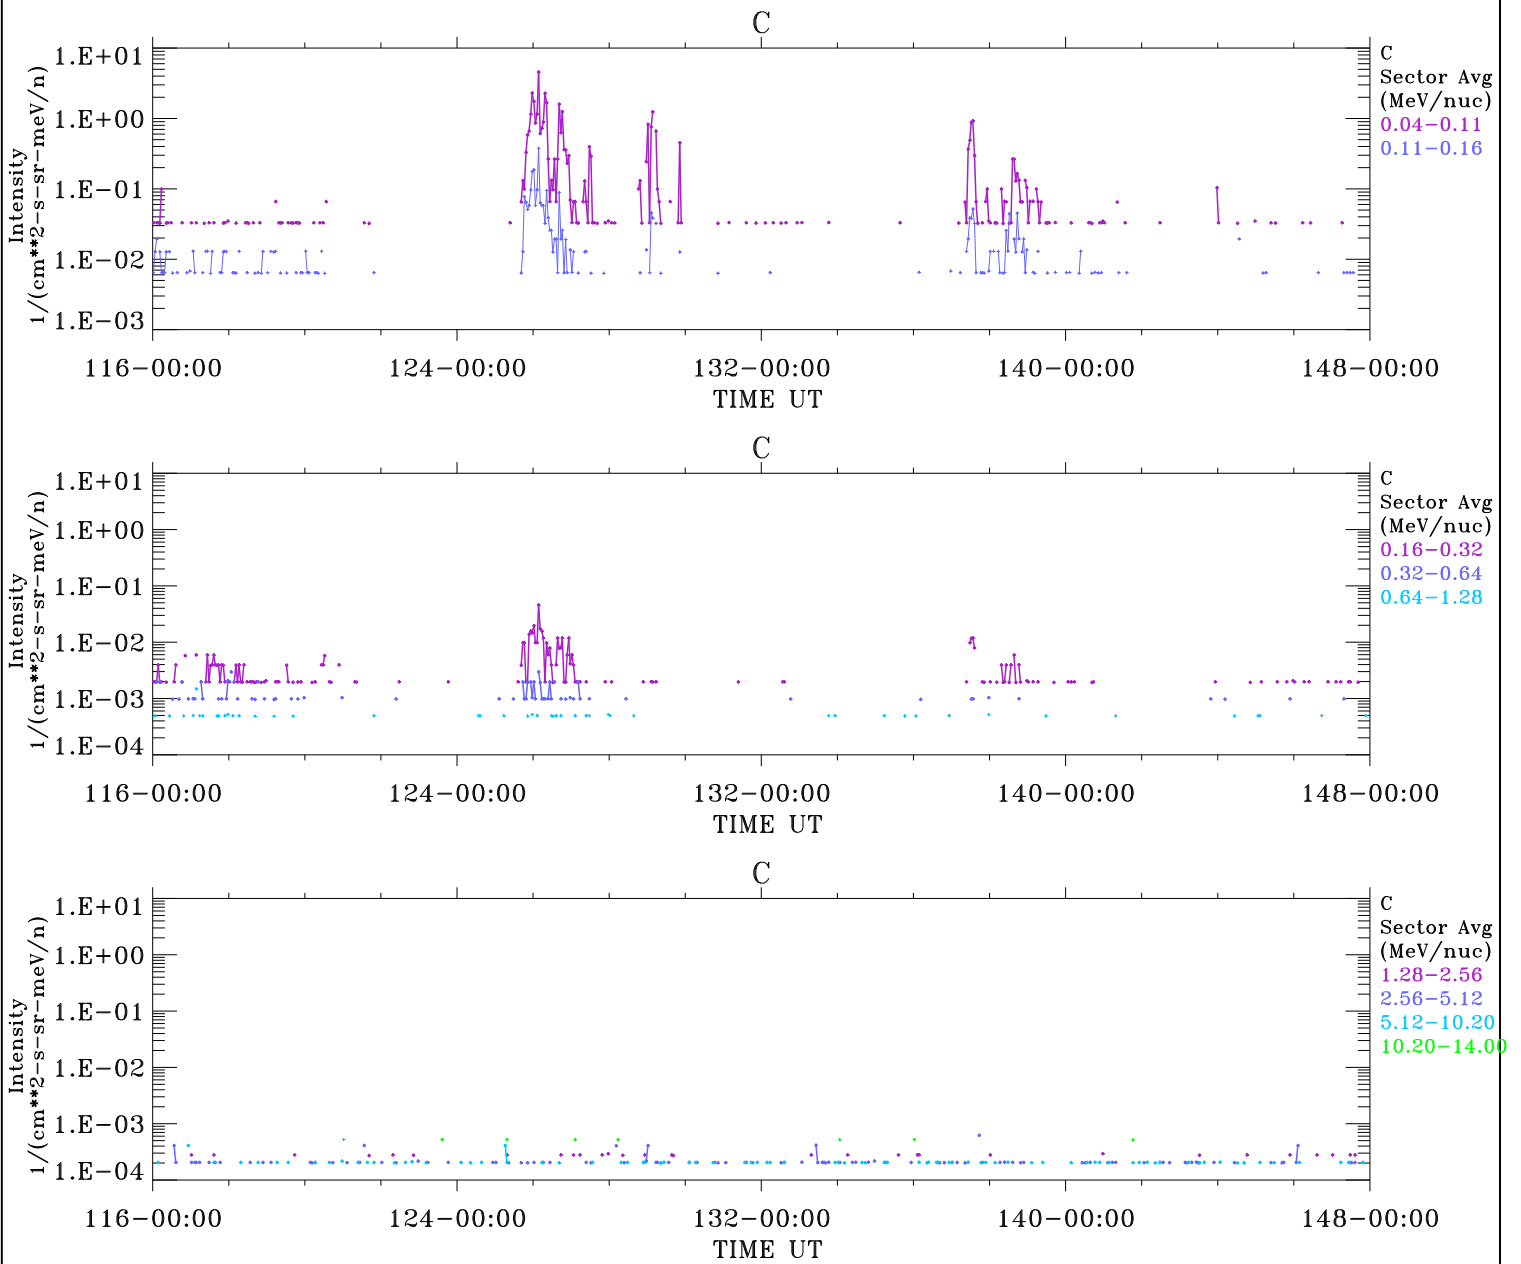 C
1.E+01
1.E+00
1.E-01
1.E-02
1.E-03
Intensity
1/(cm**2-s-sr-meV/n)
116-00:00 124-00:00 132-00:00 140-00:00 148-00:00
TIME UT
C
Sector Avg
(MeV/nuc)
0.04-0.11
0.11-0.16
C
1.E+01
1.E+00
1.E-01
1.E-02
1.E-03
1.E-04
Intensity
1/(cm**2-s-sr-meV/n)
116-00:00 124-00:00 132-00:00 140-00:00 148-00:00
TIME UT
C
Sector Avg
(MeV/nuc)
0.16-0.32
0.32-0.64
0.64-1.28
C
1.E+01
1.E+00
1.E-01
1.E-02
1.E-03
1.E-04
Intensity
1/(cm**2-s-sr-meV/n)
116-00:00 124-00:00 132-00:00 140-00:00 148-00:00
TIME UT
C
Sector Avg
(MeV/nuc)
1.28-2.56
2.56-5.12
5.12-10.20
10.20-14.00